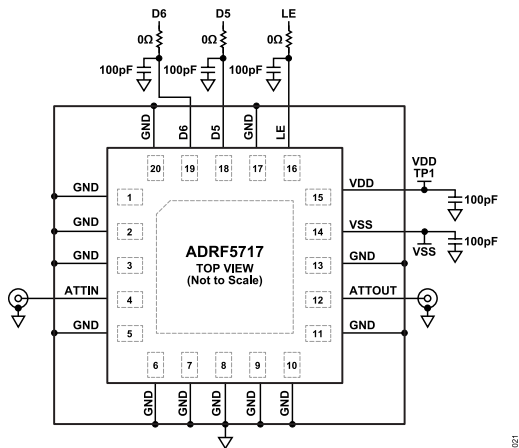 D6 D5 LE
0Ω 0Ω 0Ω
100pF 100pF 100pF
GND D6 D5 GND LE
20 19 18 17 16
VDD
TP1
GND 1 15 VDD
100pF
GND 2 14 VSS
100pF
VSS
GND 3 13 GND
ADRF5717
TOP VIEW
(Not to Scale)
ATTIN 4 12 ATTOUT
GND 5 11 GND
6 7 8 9 10
GND GND GND GND GND
021